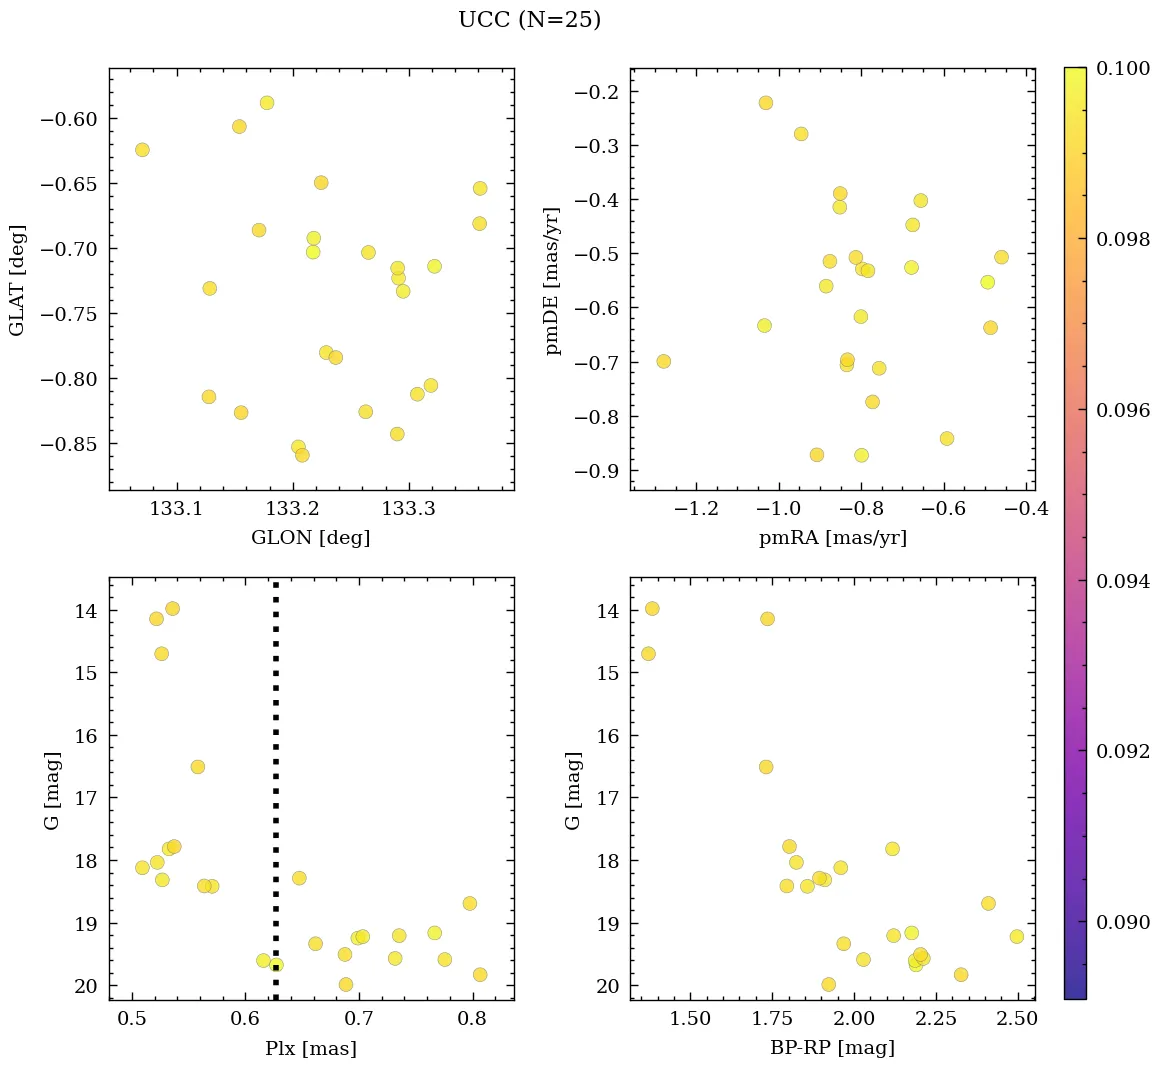 UCC (N=25)
−0.60
−0.65
−0.70
−0.75
−0.80
−0.85
GLAT [deg]
133.1 133.2 133.3
GLON [deg]
−0.2
−0.3
−0.4
−0.5
−0.6
−0.7
−0.8
−0.9
pmDE [mas/yr]
−1.2 −1.0 −0.8 −0.6 −0.4
pmRA [mas/yr]
14
15
16
17
18
19
20
G [mag]
0.5 0.6 0.7 0.8
Plx [mas]
14
15
16
17
18
19
20
G [mag]
1.50 1.75 2.00 2.25 2.50
BP-RP [mag]
0.100
0.098
0.096
0.094
0.092
0.090